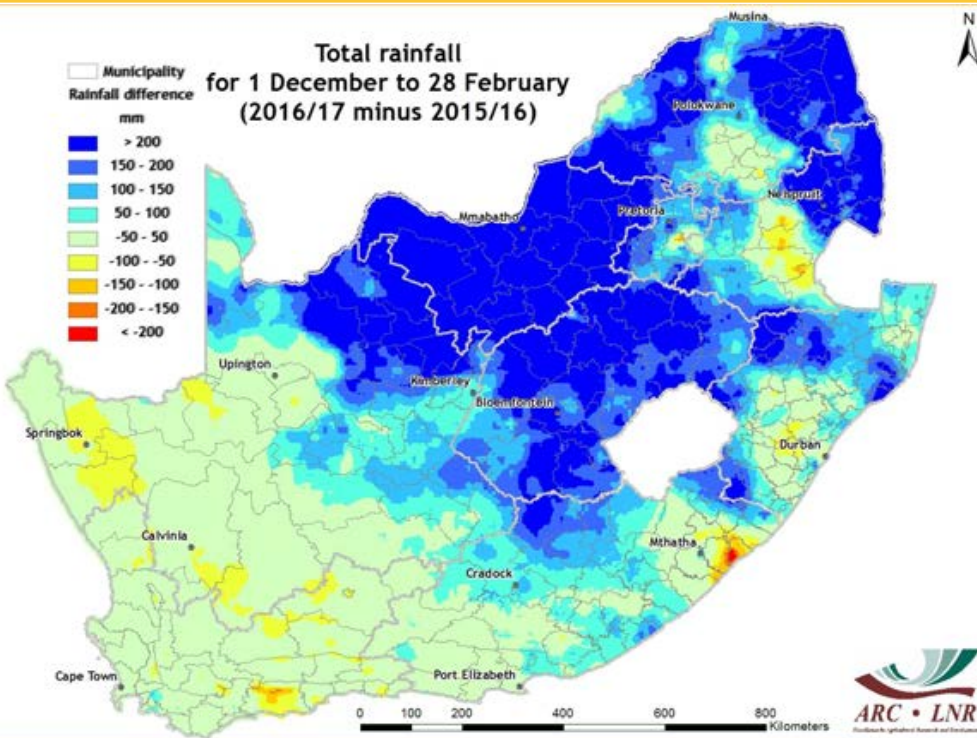 Total rainfall
for 1 December to 28 February
(2016/17 minus 2015/16)
N
Municipality
Rainfall difference
mm
> 200
150 - 200
100 - 150
50 - 100
-50 - 50
-100 - -50
-150 - -100
-200 - -150
< -200
Musina
Polokwane
Nelspruit
Pretoria
Mmabatho
Upington
Kimberley
Bloemfontein
Springbok
Durban
Calvinia
Mthatha
Cradock
Cape Town
Port Elizabeth
0 100 200 400 600 800
Kilometers
ARC • LNR